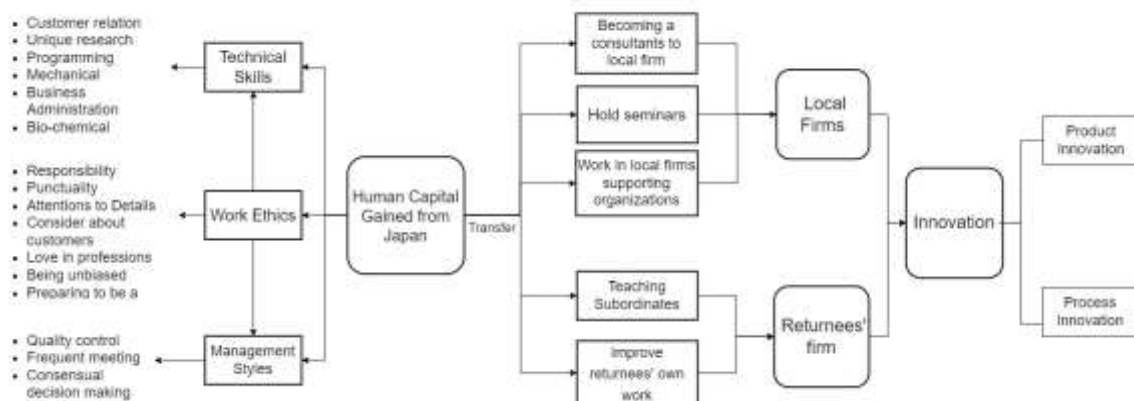 • Customer relation
• Unique research
• Programming
• Mechanical
• Business
Administration
• Bio-chemical
• Responsibility
• Punctuality
• Attentions to Details
• Consider about
customers
• Love in professions
• Being unbiased
• Preparing to be a
• Quality control
• Frequent meeting
• Consensual
decision making
Technical
Skills
Work Ethics
Management
Styles
Human Capital
Gained from
Japan
Transfer
Becoming a
consultants to
local firm
Hold seminars
Work in local firms
supporting
organizations
Teaching
Subordinates
Improve
returnees' own
work
Local
Firms
Returnees'
firm
Innovation
Product
Innovation
Process
Innovation